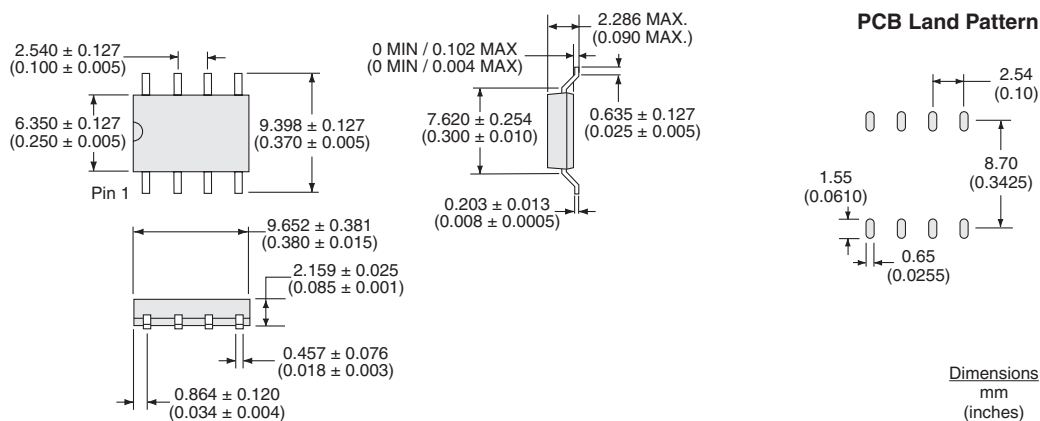 2.540 ± 0.127
(0.100 ± 0.005)
6.350 ± 0.127
(0.250 ± 0.005)
9.398 ± 0.127
(0.370 ± 0.005)
Pin 1
9.652 ± 0.381
(0.380 ± 0.015)
2.159 ± 0.025
(0.085 ± 0.001)
0.457 ± 0.076
(0.018 ± 0.003)
0.864 ± 0.120
(0.034 ± 0.004)
2.286 MAX.
(0.090 MAX.)
0 MIN / 0.102 MAX
(0 MIN / 0.004 MAX)
7.620 ± 0.254
(0.300 ± 0.010)
0.635 ± 0.127
(0.025 ± 0.005)
0.203 ± 0.013
(0.008 ± 0.0005)
PCB Land Pattern
2.54
(0.10)
8.70
(0.3425)
1.55
(0.0610)
0.65
(0.0255)
Dimensions
mm
(inches)